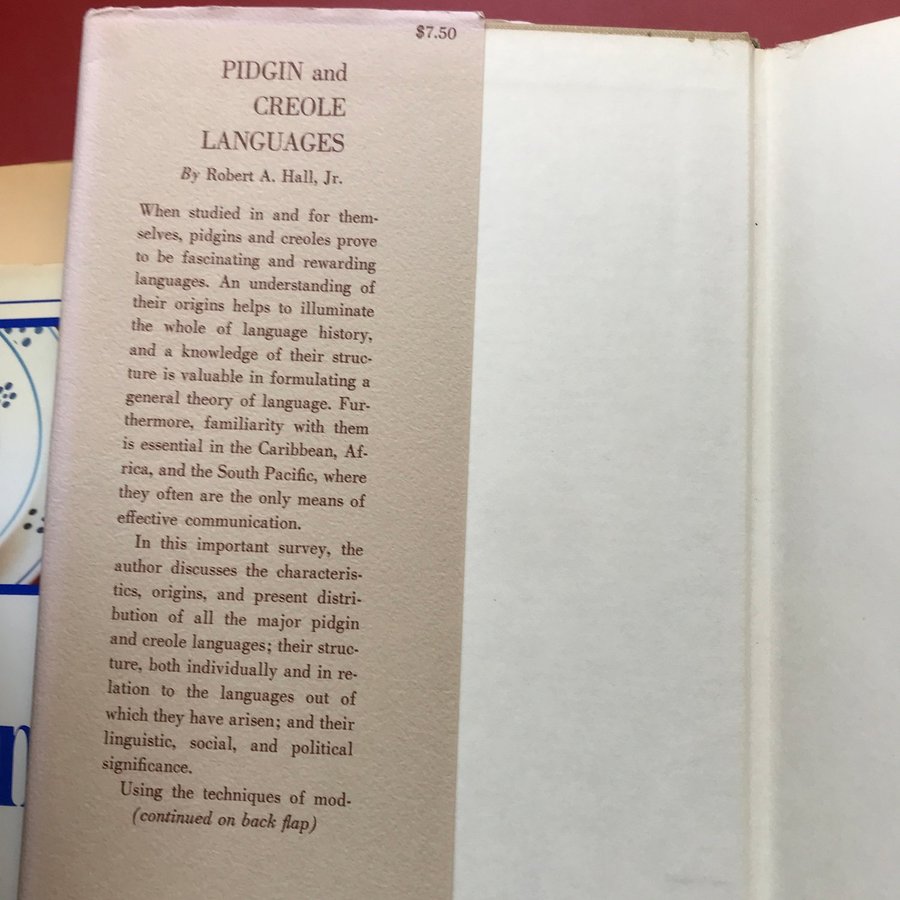 $7.50
PIDGIN and
CREOLE
LANGUAGES
By Robert A. Hall, Jr.
When studied in and for them-
selves, pidgins and creoles prove
to be fascinating and rewarding
languages. An understanding of
their origins helps to illuminate
the whole of language history,
and a knowledge of their struc-
ture is valuable in formulating a
general theory of language. Fur-
thermore, familiarity with them
is essential in the Caribbean, Af-
rica, and the South Pacific, where
they often are the only means of
effective communication.
In this important survey, the
author discusses the characteris-
tics, origins, and present distri-
bution of all the major pidgin
and creole languages; their struc-
ture, both individually and in re-
lation to the languages out of
which they have arisen; and their
linguistic, social, and political
significance.
Using the techniques of mod-
(continued on back flap)